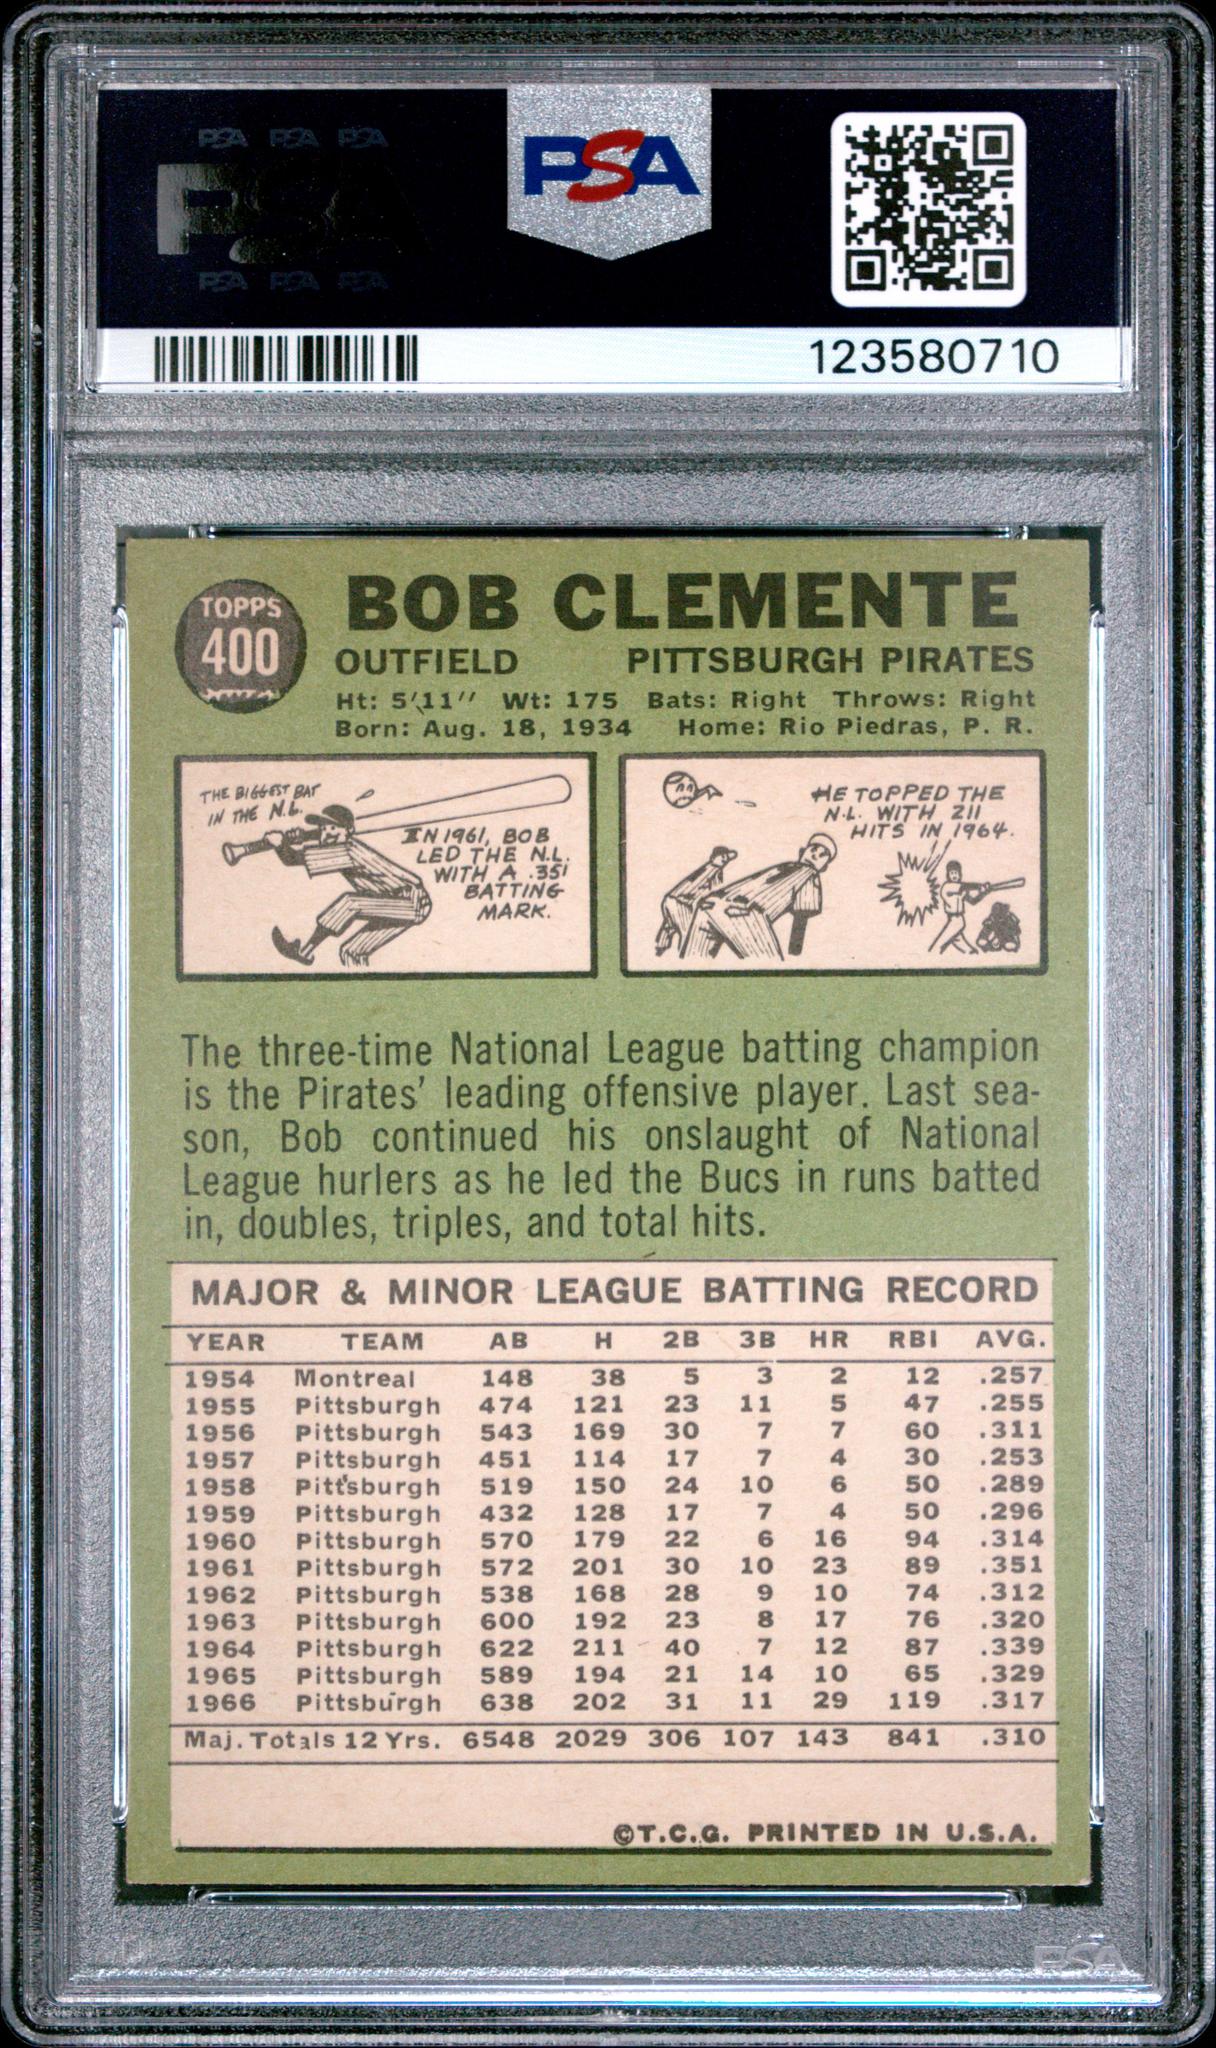 PSA PSA PSA
PSA
PSA PSA PSA
PSA
123580710
TOPPS
400
BOB CLEMENTE
OUTFIELD PITTSBURGH PIRATES
Ht: 5'11" Wt: 175 Bats: Right Throws: Right
Born: Aug. 18, 1934 Home: Rio Piedras, P. R.
THE BIGGEST BAT
IN THE N.L.
IN 1961, BOB
LED THE N.L.
WITH A .351
BATTING
MARK.
HE TOPPED THE
N.L. WITH 211
HITS IN 1964.
The three-time National League batting champion
is the Pirates' leading offensive player. Last sea-
son, Bob continued his onslaught of National
League hurlers as he led the Bucs in runs batted
in, doubles, triples, and total hits.
MAJOR & MINOR LEAGUE BATTING RECORD
YEAR TEAM AB H 2B 3B HR RBI AVG.
1954 Montreal 148 38 5 3 2 12 .257
1955 Pittsburgh 474 121 23 11 5 47 .255
1956 Pittsburgh 543 169 30 7 7 60 .311
1957 Pittsburgh 451 114 17 7 4 30 .253
1958 Pittsburgh 519 150 24 10 6 50 .289
1959 Pittsburgh 432 128 17 7 4 50 .296
1960 Pittsburgh 570 179 22 6 16 94 .314
1961 Pittsburgh 572 201 30 10 23 89 .351
1962 Pittsburgh 538 168 28 9 10 74 .312
1963 Pittsburgh 600 192 23 8 17 76 .320
1964 Pittsburgh 622 211 40 7 12 87 .339
1965 Pittsburgh 589 194 21 14 10 65 .329
1966 Pittsburgh 638 202 31 11 29 119 .317
Maj. Totals 12 Yrs. 6548 2029 306 107 143 841 .310
©T.C.G. PRINTED IN U.S.A.
PSA